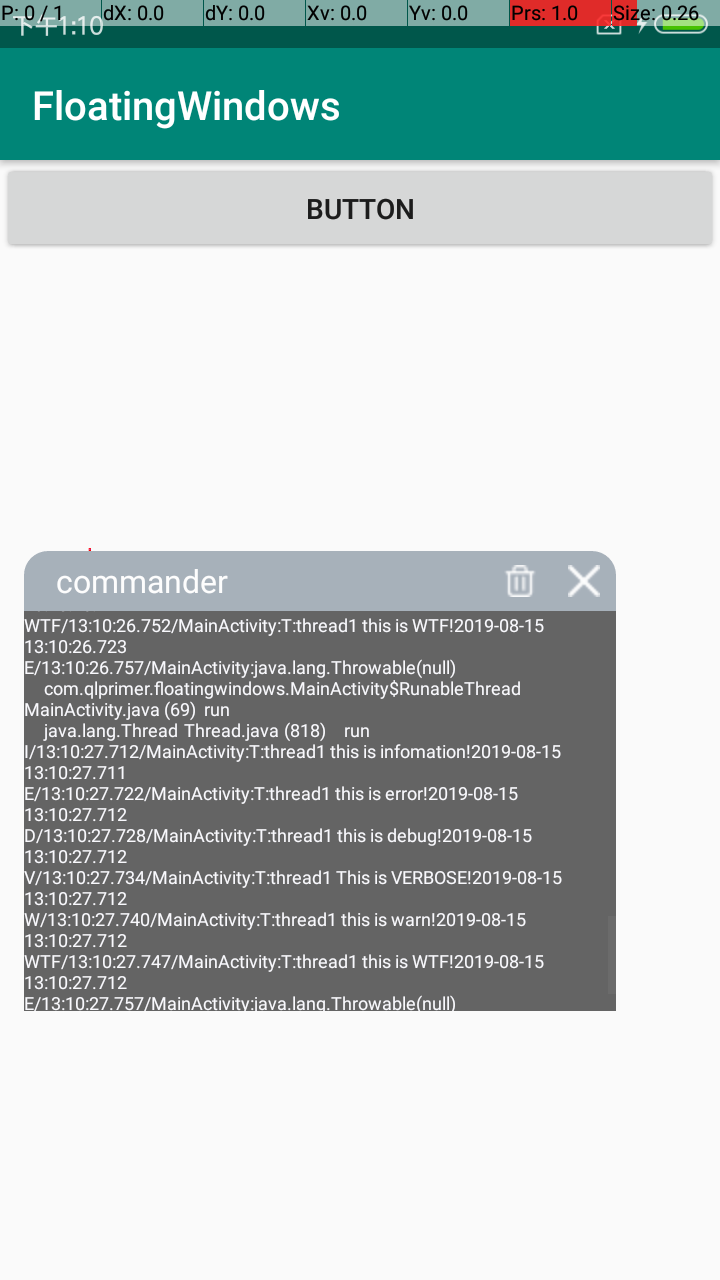 P: 0 / 1 dX: 0.0 dY: 0.0 Xv: 0.0 Yv: 0.0 Prs: 1.0 Size: 0.26
下午1:10
FloatingWindows
BUTTON
commander
WTF/13:10:26.752/MainActivity:T:thread1 this is WTF!2019-08-15
13:10:26.723
E/13:10:26.757/MainActivity:java.lang.Throwable(null)
com.qlprimer.floatingwindows.MainActivity$RunableThread
MainActivity.java (69) run
java.lang.Thread Thread.java (818) run
I/13:10:27.712/MainActivity:T:thread1 this is infomation!2019-08-15
13:10:27.711
E/13:10:27.722/MainActivity:T:thread1 this is error!2019-08-15
13:10:27.712
D/13:10:27.728/MainActivity:T:thread1 this is debug!2019-08-15
13:10:27.712
V/13:10:27.734/MainActivity:T:thread1 This is VERBOSE!2019-08-15
13:10:27.712
W/13:10:27.740/MainActivity:T:thread1 this is warn!2019-08-15
13:10:27.712
WTF/13:10:27.747/MainActivity:T:thread1 this is WTF!2019-08-15
13:10:27.712
E/13:10:27.757/MainActivity:java.lang.Throwable(null)